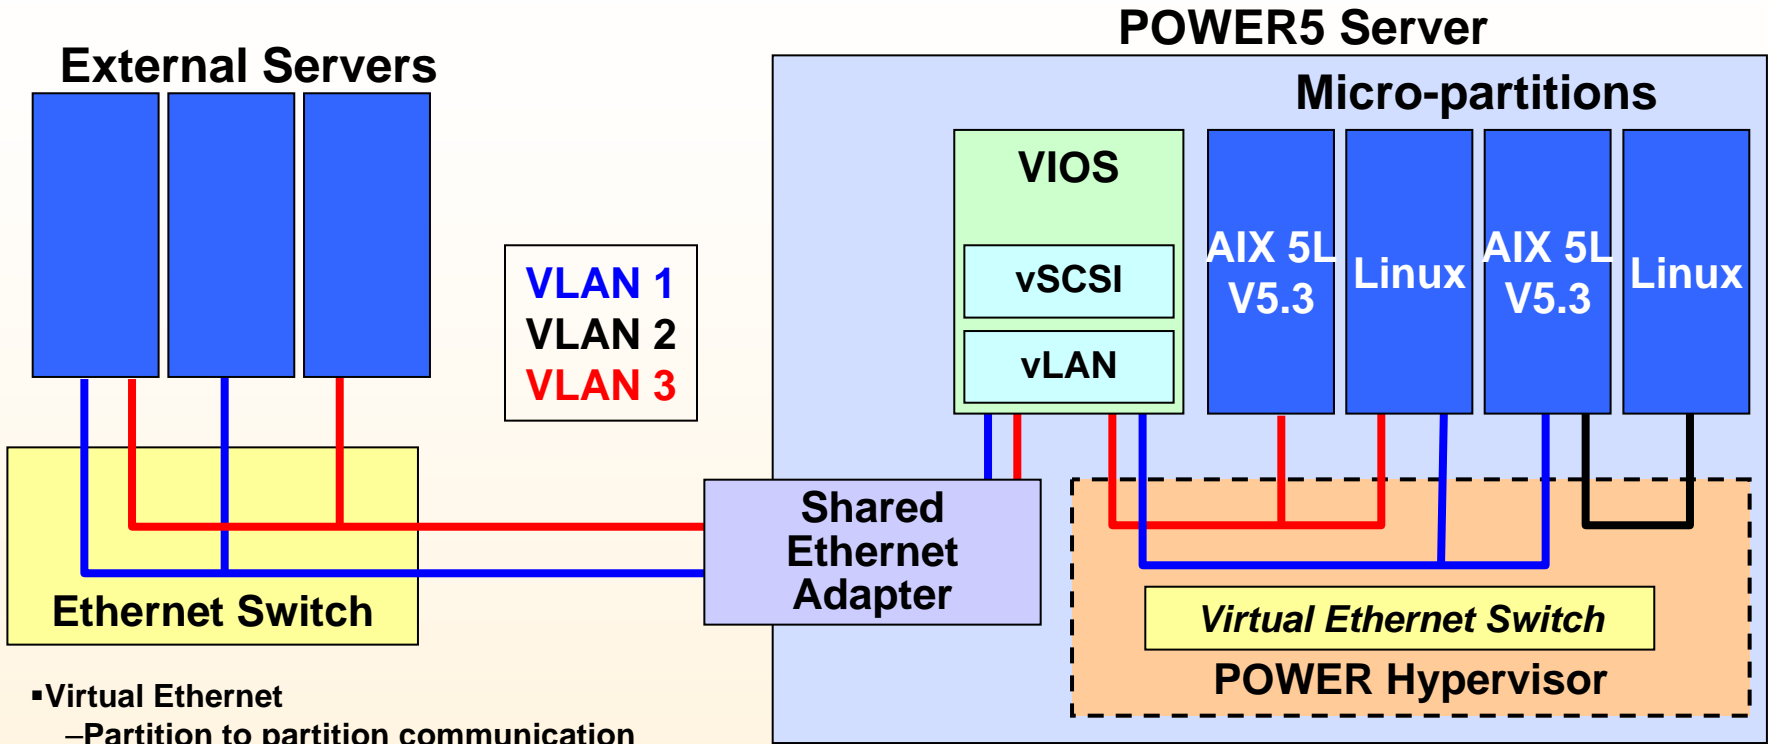 POWER5 Server
External Servers
Micro-partitions
VIOS
vSCSI
vLAN
AIX 5L
V5.3
Linux
AIX 5L
V5.3
Linux
VLAN 1
VLAN 2
VLAN 3
Shared
Ethernet
Adapter
Ethernet Switch
Virtual Ethernet Switch
POWER Hypervisor
▪Virtual Ethernet
–Partition to partition communication